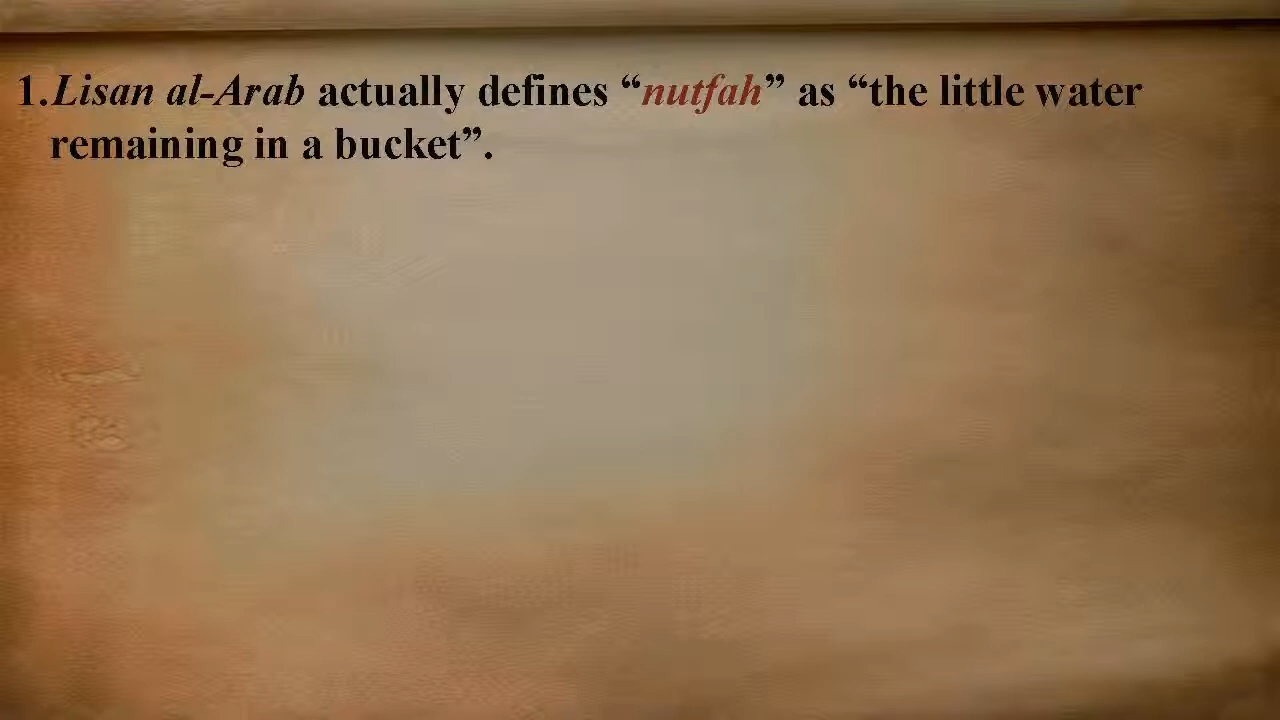 1.Lisan al-Arab actually defines “nutfah” as “the little water
remaining in a bucket”.